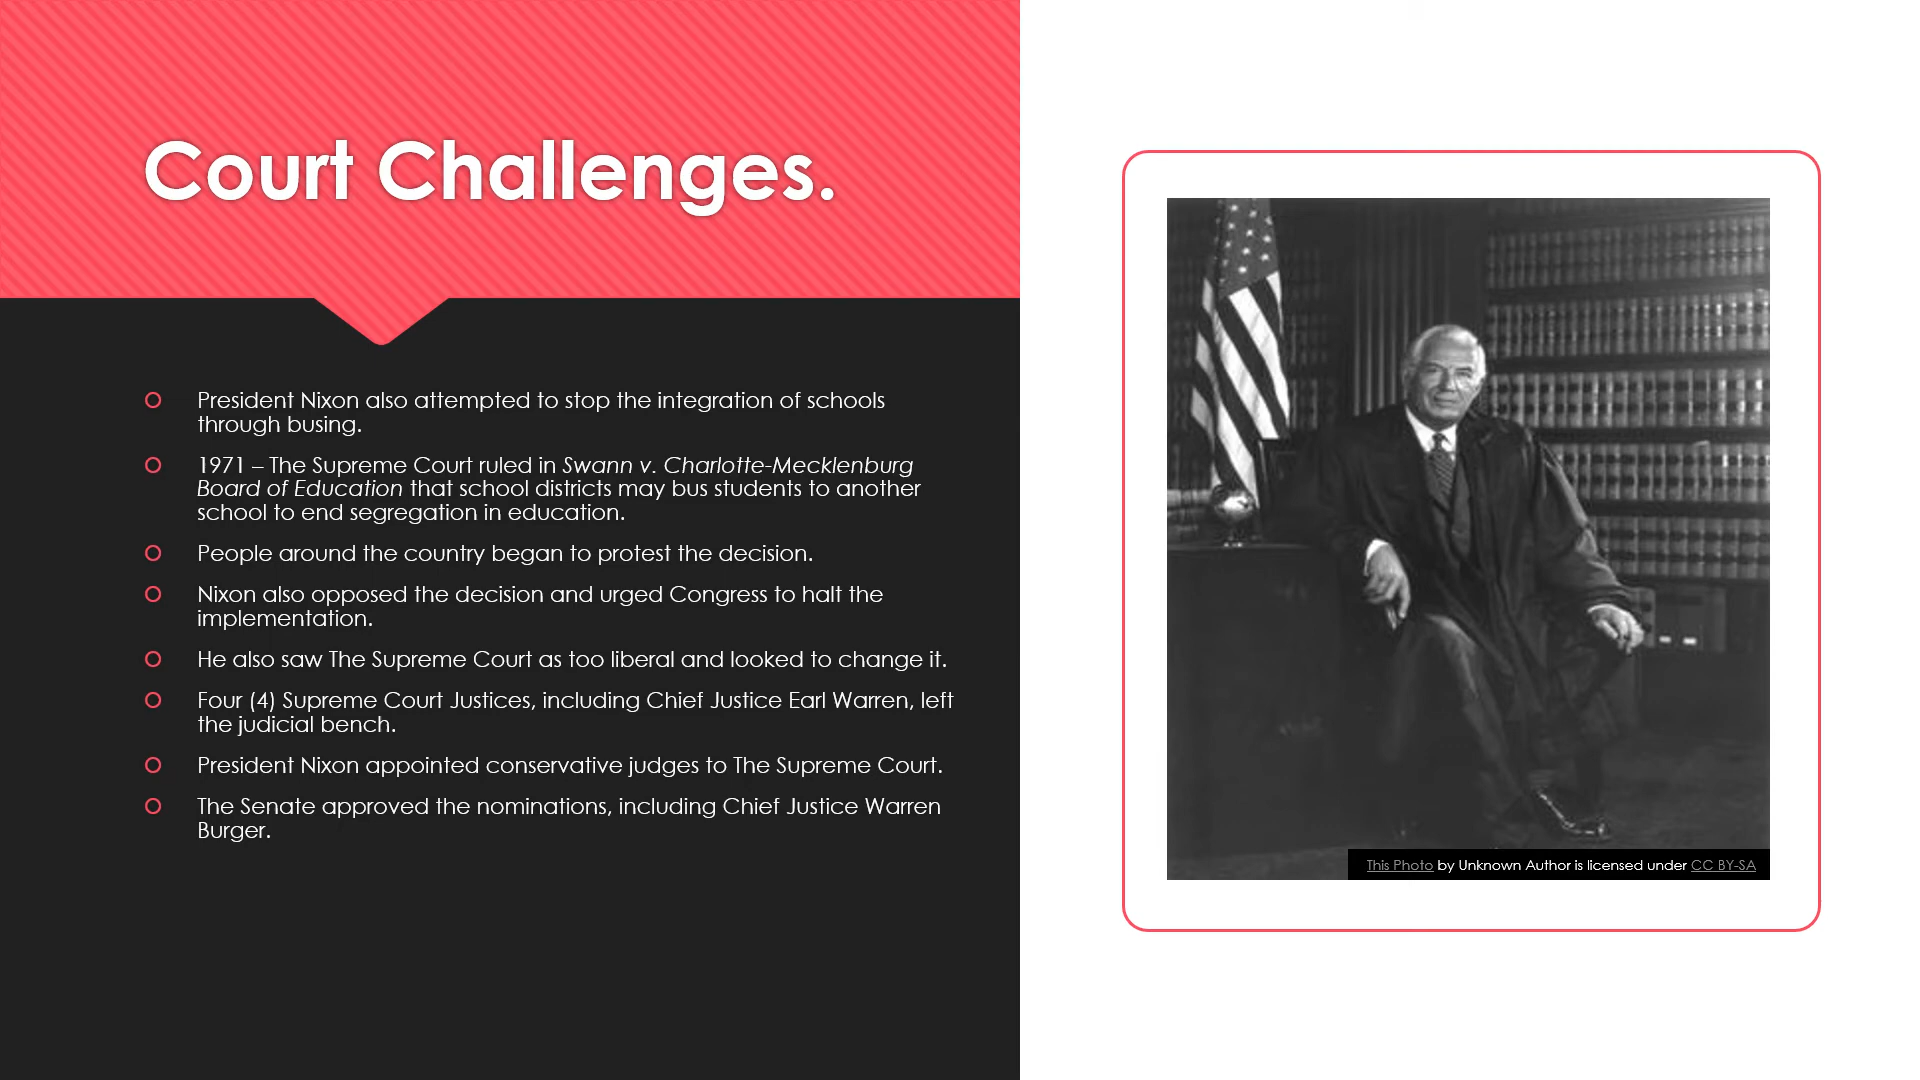 Court Challenges.
President Nixon also attempted to stop the integration of schools
through busing.
1971 – The Supreme Court ruled in Swann v. Charlotte-Mecklenburg
Board of Education that school districts may bus students to another
school to end segregation in education.
People around the country began to protest the decision.
Nixon also opposed the decision and urged Congress to halt the
implementation.
He also saw The Supreme Court as too liberal and looked to change it.
Four (4) Supreme Court Justices, including Chief Justice Earl Warren, left
the judicial bench.
President Nixon appointed conservative judges to The Supreme Court.
The Senate approved the nominations, including Chief Justice Warren
Burger.
This Photo by Unknown Author is licensed under CC BY-SA